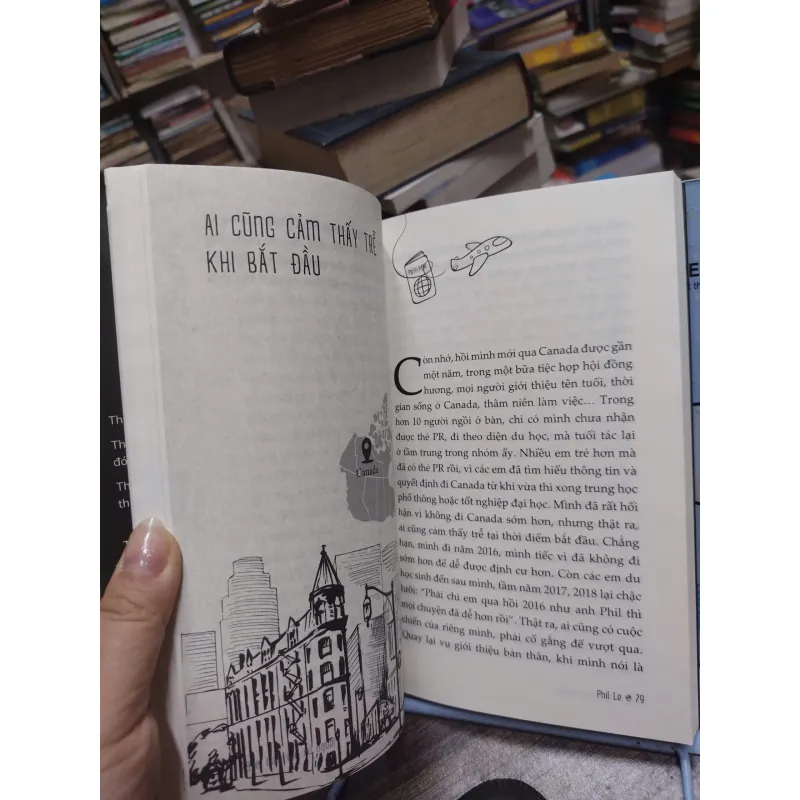 AI CŨNG CẢM THẤY TRỄ
KHI BẮT ĐẦU
Canada
Còn nhớ, hồi mình mới qua Canada được gần
một năm, trong một bữa tiệc họp hội đồng
hương, mọi người giới thiệu tên tuổi, thời
gian sống ở Canada, thâm niên làm việc… Trong
hơn 10 người ngồi ở bàn, chỉ có mình chưa nhận
được thẻ PR, đi theo diện du học, mà tuổi tác lại
ở tầm trung trong nhóm ấy. Nhiều em trẻ hơn mà
đã có thẻ PR rồi, vì các em đã tìm hiểu thông tin và
quyết định đi Canada từ khi vừa thi xong trung học
phổ thông hoặc tốt nghiệp đại học. Mình đã rất hối
hận vì không đi Canada sớm hơn, nhưng thật ra,
ai cũng cảm thấy trễ tại thời điểm bắt đầu. Chẳng
hạn, mình đi năm 2016, mình tiếc vì đã không đi
sớm hơn để dễ được định cư hơn. Còn các em du
học sinh đến sau mình, tầm năm 2017, 2018 lại chặc
lưỡi: “Phải chi em qua hồi 2016 như anh Phil thì
mọi chuyện đã dễ hơn rồi”. Thật ra, ai cũng có cuộc
chiến của riêng mình, phải cố gắng để vượt qua.
Quay lại vụ giới thiệu bản thân, khi mình nói là
Phil Le 79